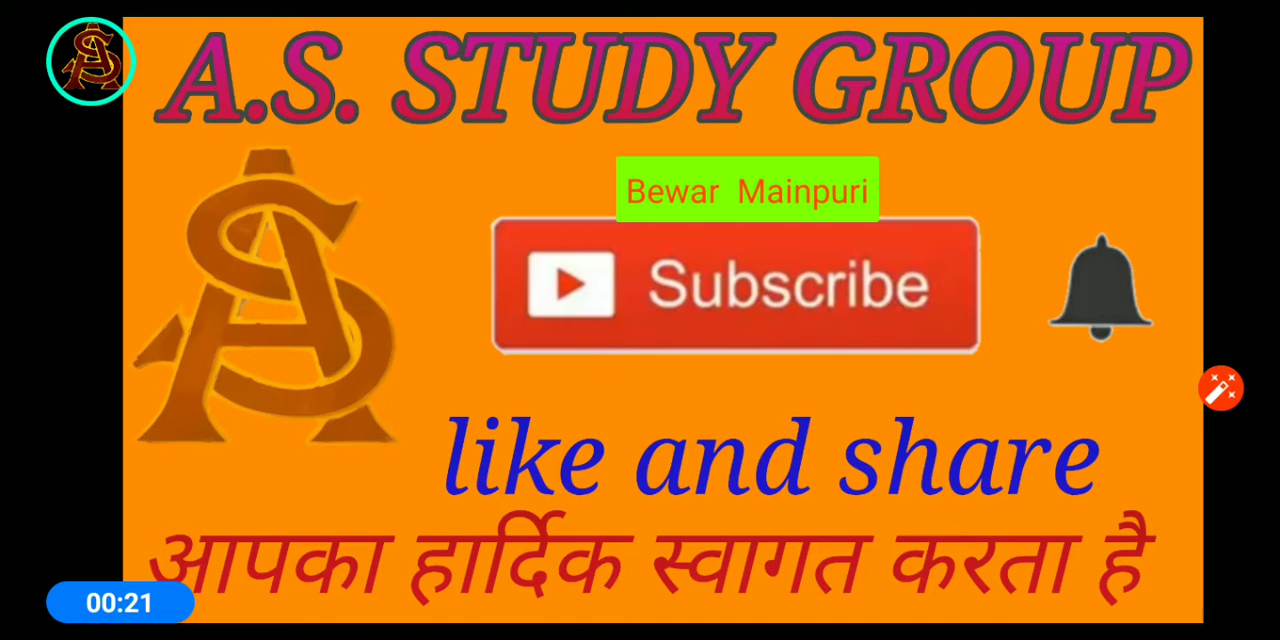 A.S. STUDY GROUP
Bewar Mainpuri
Subscribe
like and share
आपका हार्दिक स्वागत करता है
00:21